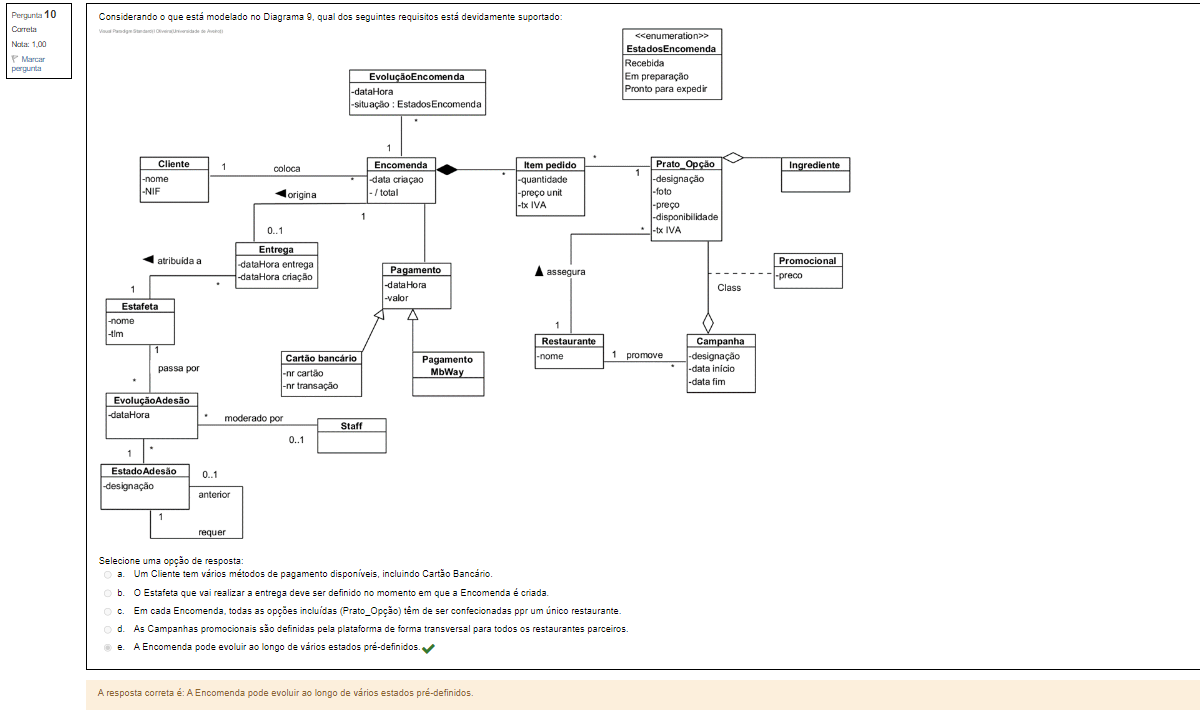 Pergunta 10
Correta
Nota: 1,00
Marcar
pergunta
Considerando o que está modelado no Diagrama 9, qual dos seguintes requisitos está devidamente suportado:
<<enumeration>>
EstadosEncomenda
Recebida
Em preparação
Pronto para expedir
EvoluçãoEncomenda
-dataHora
-situação : EstadosEncomenda
*
1
Cliente
-nome
-NIF
1
coloca
*
Encomenda
-data criaçao
- / total
*
Item pedido
-quantidade
-preço unit
-tx IVA
*
1
Prato_Opção
-designação
-foto
-preço
-disponibilidade
-tx IVA
Ingrediente
origina
1
0..1
Entrega
-dataHora entrega
-dataHora criação
atribuída a
1
*
Estafeta
-nome
-tlm
Pagamento
-dataHora
-valor
*
assegura
1
Promocional
-preco
Class
Cartão bancário
-nr cartão
-nr transação
Pagamento
MbWay
Restaurante
-nome
1 promove
*
Campanha
-designação
-data início
-data fim
1
passa por
*
EvoluçãoAdesão
-dataHora
*
moderado por
0..1
Staff
1
*
EstadoAdesão
-designação
0..1
anterior
1
requer
Selecione uma opção de resposta:
a. Um Cliente tem vários métodos de pagamento disponíveis, incluindo Cartão Bancário.
b. O Estafeta que vai realizar a entrega deve ser definido no momento em que a Encomenda é criada.
c. Em cada Encomenda, todas as opções incluídas (Prato_Opção) têm de ser confecionadas ppr um único restaurante.
d. As Campanhas promocionais são definidas pela plataforma de forma transversal para todos os restaurantes parceiros.
e. A Encomenda pode evoluir ao longo de vários estados pré-definidos.
A resposta correta é: A Encomenda pode evoluir ao longo de vários estados pré-definidos.